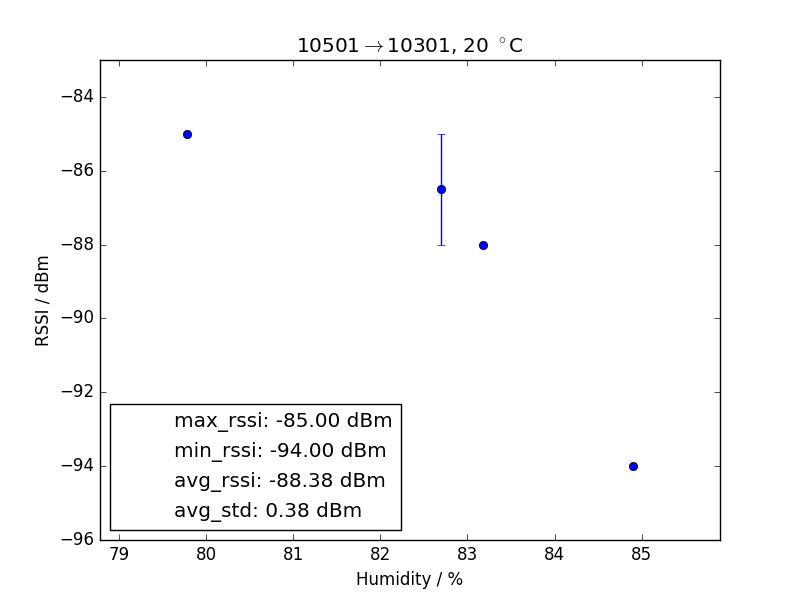 10501→10301, 20 °C
−84
−86
−88
−90
−92
−94
−96
RSSI / dBm
max_rssi: -85.00 dBm
min_rssi: -94.00 dBm
avg_rssi: -88.38 dBm
avg_std: 0.38 dBm
79 80 81 82 83 84 85
Humidity / %